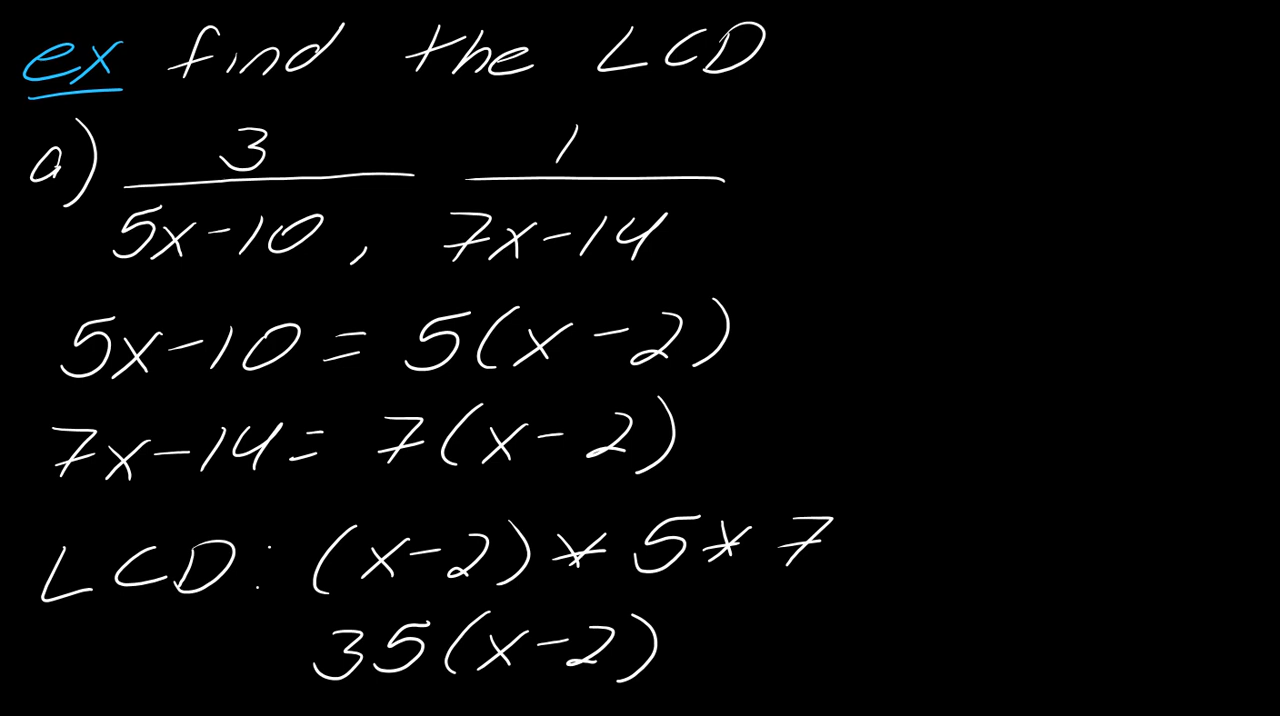 ex find the LCD
a) 3/(5x-10) , 1/(7x-14)
5x-10 = 5(x-2)
7x-14 = 7(x-2)
LCD: (x-2) * 5 * 7
35(x-2)